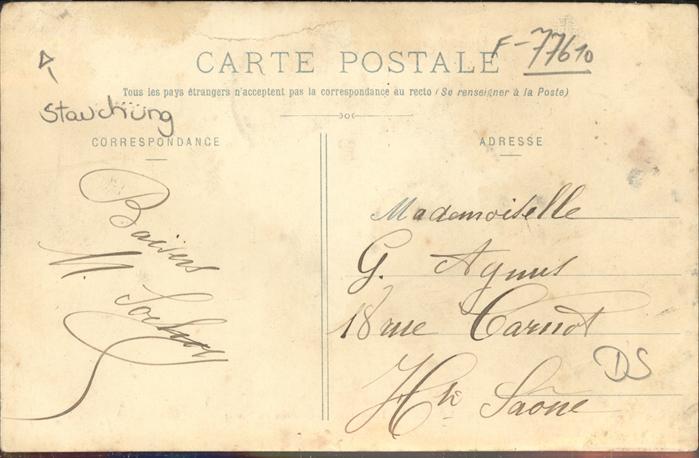 CARTE POSTALE
F-77610
Tous les pays étrangers n'acceptent pas la correspondance au recto (Se renseigner à la Poste)
Stauchung
CORRESPONDANCE
Baisers
M.
ADRESSE
Mademoiselle
G. Agnus
18 rue Carnot
DS
Hte Saône